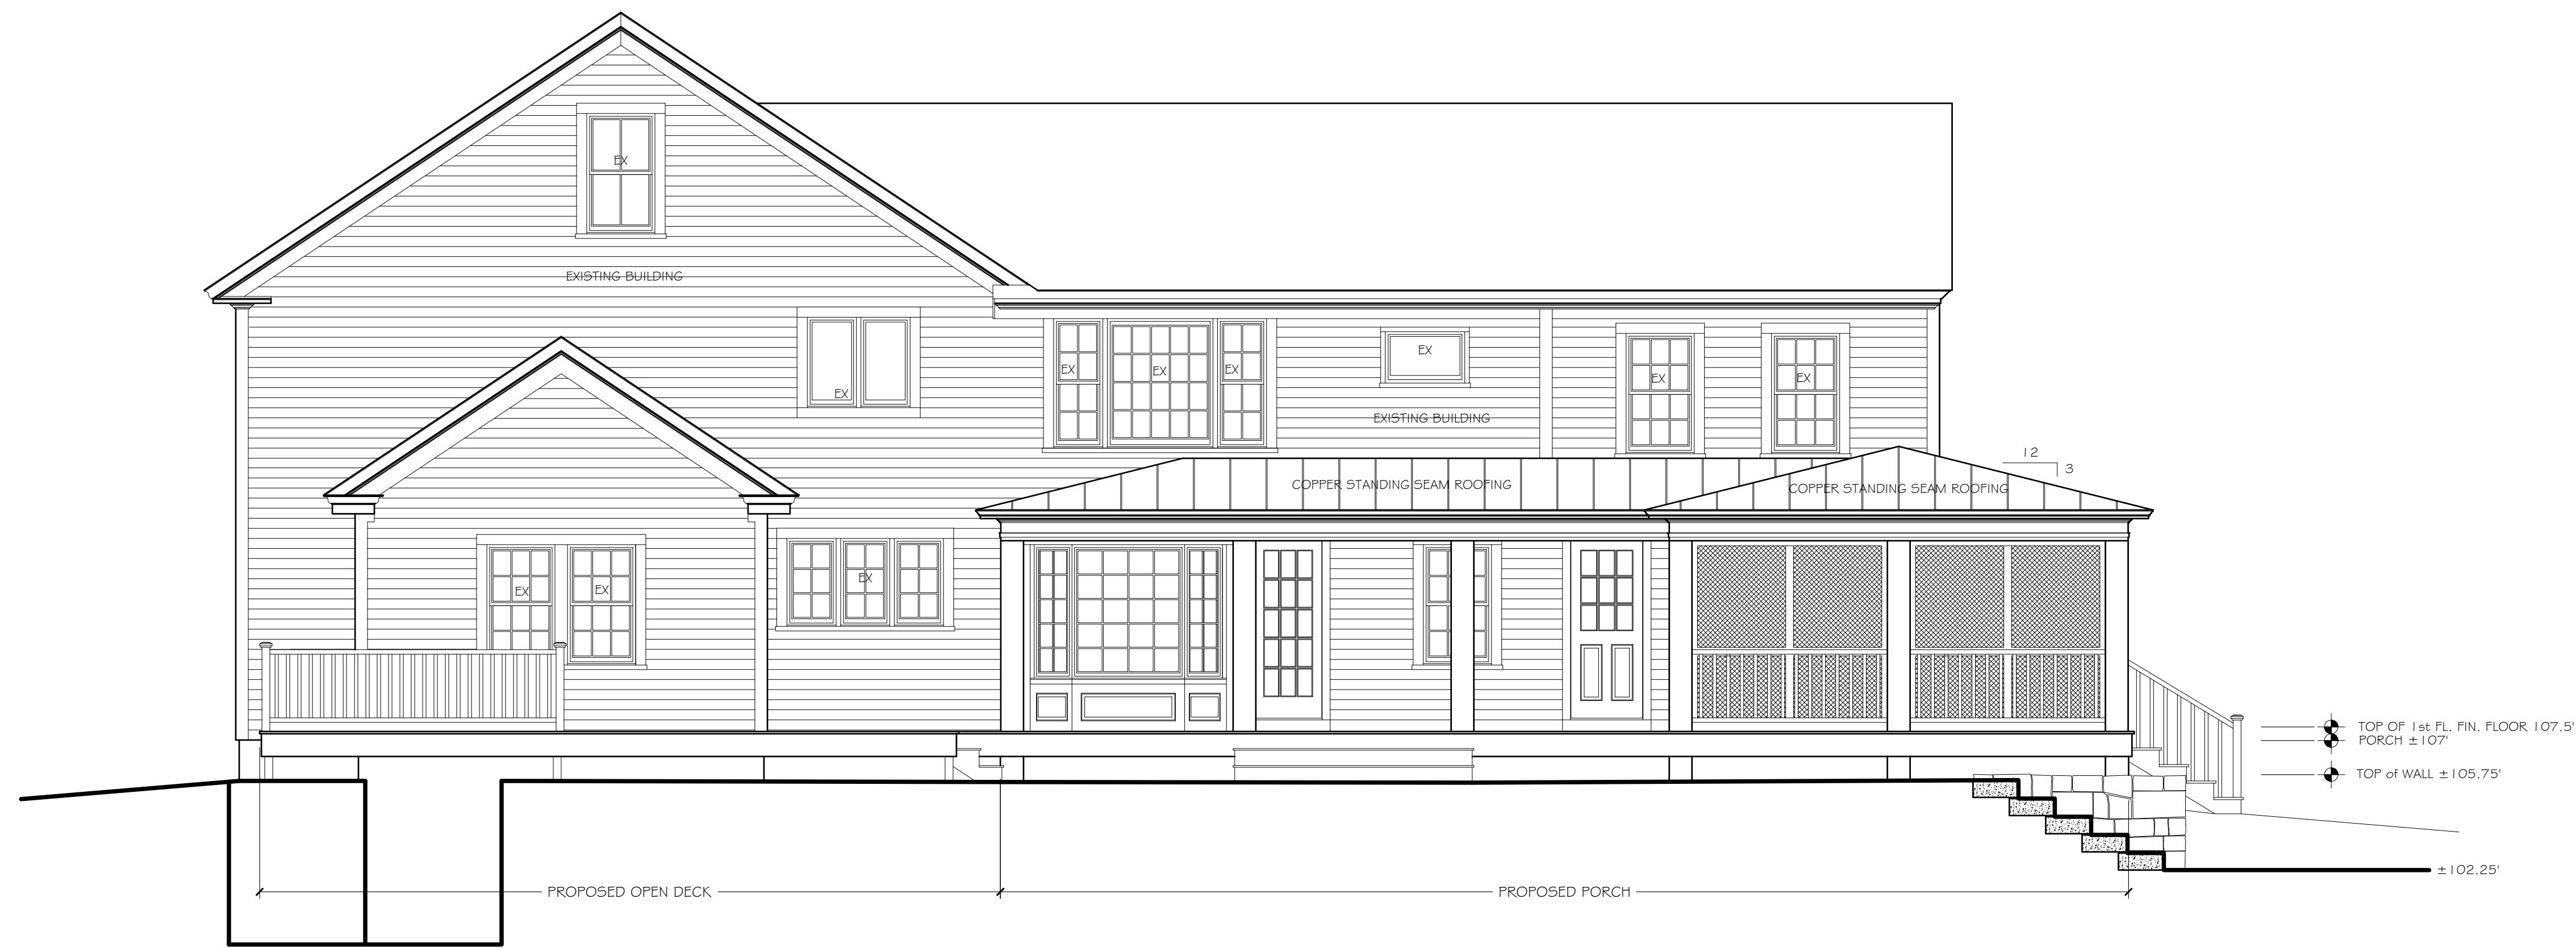 EX
EXISTING BUILDING
EX
EX
EX
EX
EX
EX
EX
EXISTING BUILDING
12
3
COPPER STANDING SEAM ROOFING
COPPER STANDING SEAM ROOFING
EX
EX
EX
TOP OF 1st FL. FIN. FLOOR 107.5'
PORCH ±107'
TOP of WALL ±105.75'
±102.25'
PROPOSED OPEN DECK
PROPOSED PORCH